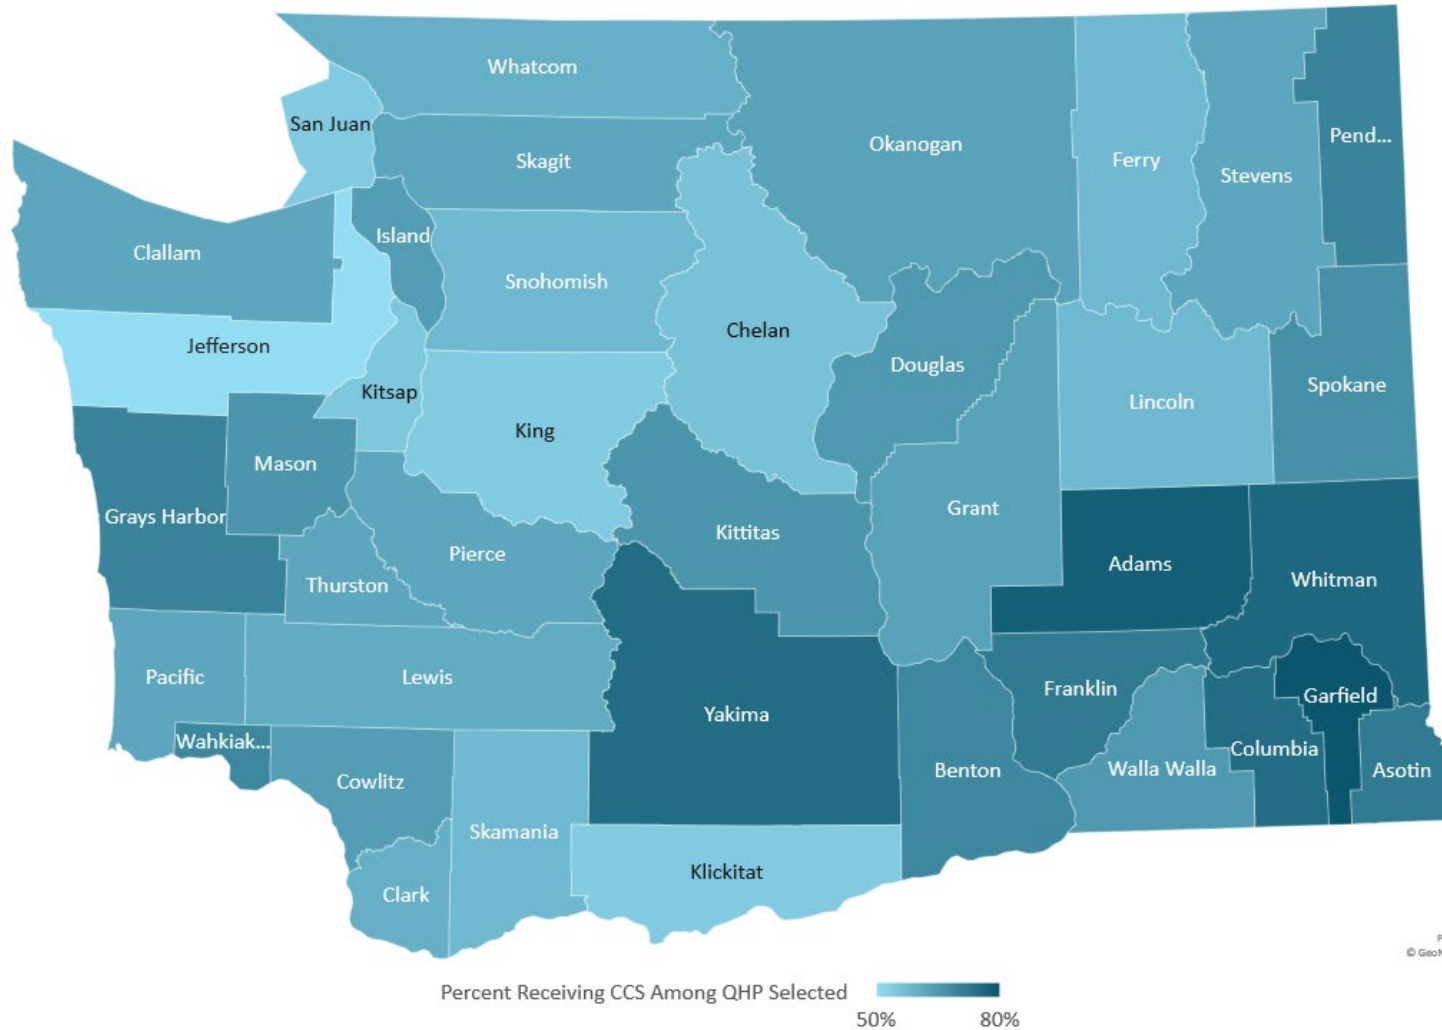 Whatcom
San Juan
Skagit
Okanogan
Ferry
Stevens
Pend...
Clallam
Island
Snohomish
Jefferson
Chelan
Kitsap
King
Douglas
Lincoln
Spokane
Mason
Grays Harbor
Grant
Kittitas
Pierce
Thurston
Adams
Whitman
Pacific
Lewis
Yakima
Franklin
Garfield
Wahkiak...
Columbia
Cowlitz
Benton
Walla Walla
Asotin
Skamania
Klickitat
Clark
P
© GeoN
Percent Receiving CCS Among QHP Selected
50% 80%